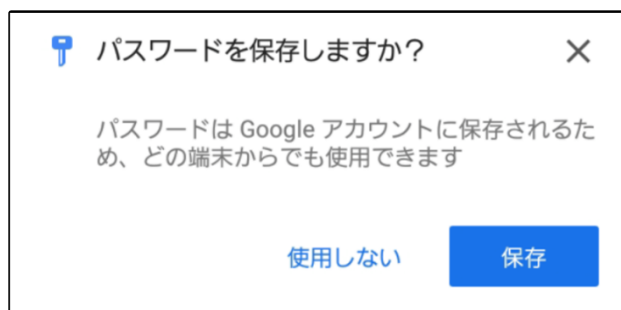 パスワードを保存しますか？
パスワードは Google アカウントに保存されるた
め、どの端末からでも使用できます
使用しない
保存